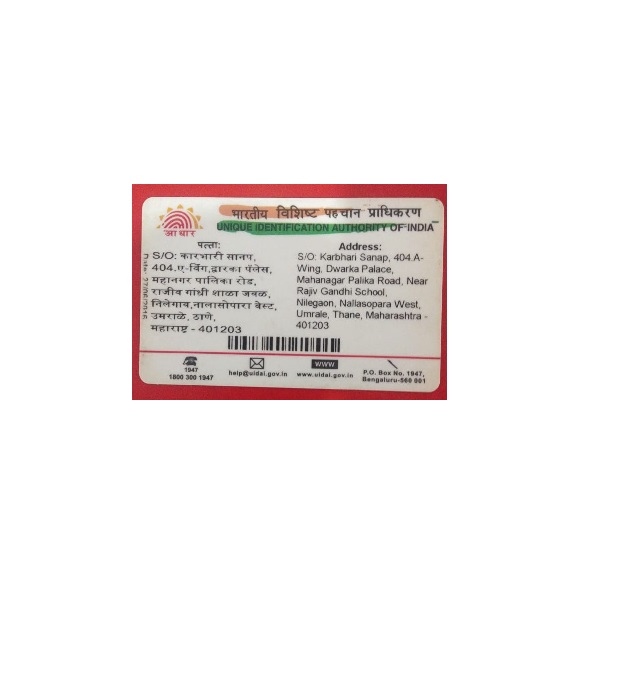 भारतीय विशिष्ट पहचान प्राधिकरण
UNIQUE IDENTIFICATION AUTHORITY OF INDIA
आधार
पत्ता:
S/O: कारभारी सानप,
404.ए-विंग,द्वारका पॅलेस,
महानगर पालिका रोड,
राजीव गांधी शाळा जवळ,
निलेगाव,नालासोपारा वेस्ट,
उमराळे, ठाणे,
महाराष्ट्र - 401203
Address:
S/O: Karbhari Sanap, 404.A-
Wing, Dwarka Palace,
Mahanagar Palika Road, Near
Rajiv Gandhi School,
Nilegaon, Nallasopara West,
Umrale, Thane, Maharashtra -
401203
1947
1800 300 1947
help@uidai.gov.in
WWW
www.uidai.gov.in
P.O. Box No. 1947,
Bengaluru-560 001